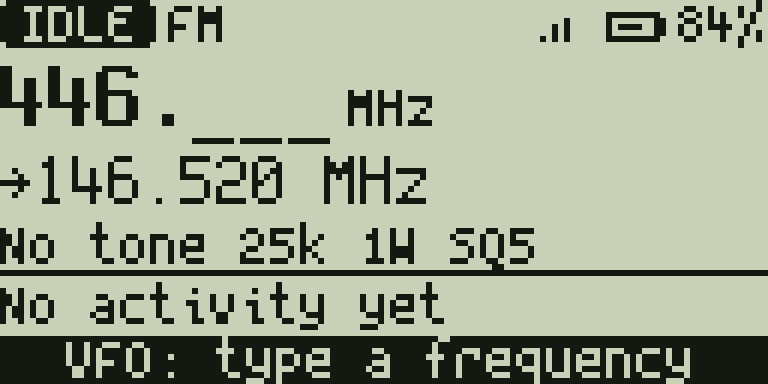 IDLE FM 84%
446.___ MHz
→146.520 MHz
No tone 25k 1W SQ5
No activity yet
VFO: type a frequency